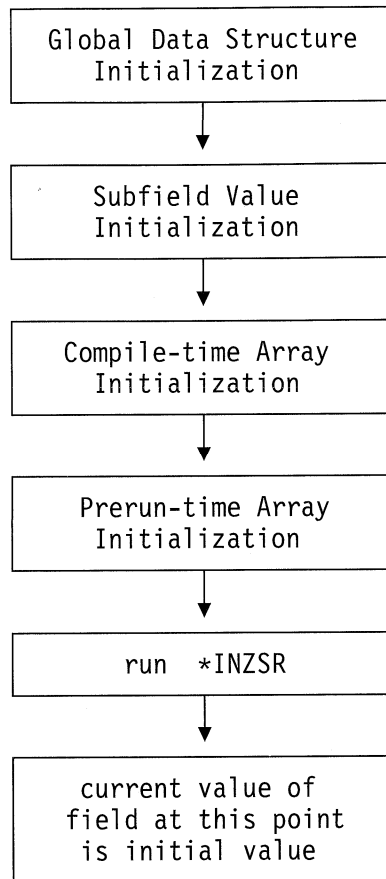 Global Data Structure
Initialization
Subfield Value
Initialization
Compile-time Array
Initialization
Prerun-time Array
Initialization
run *INZSR
current value of
field at this point
is initial value